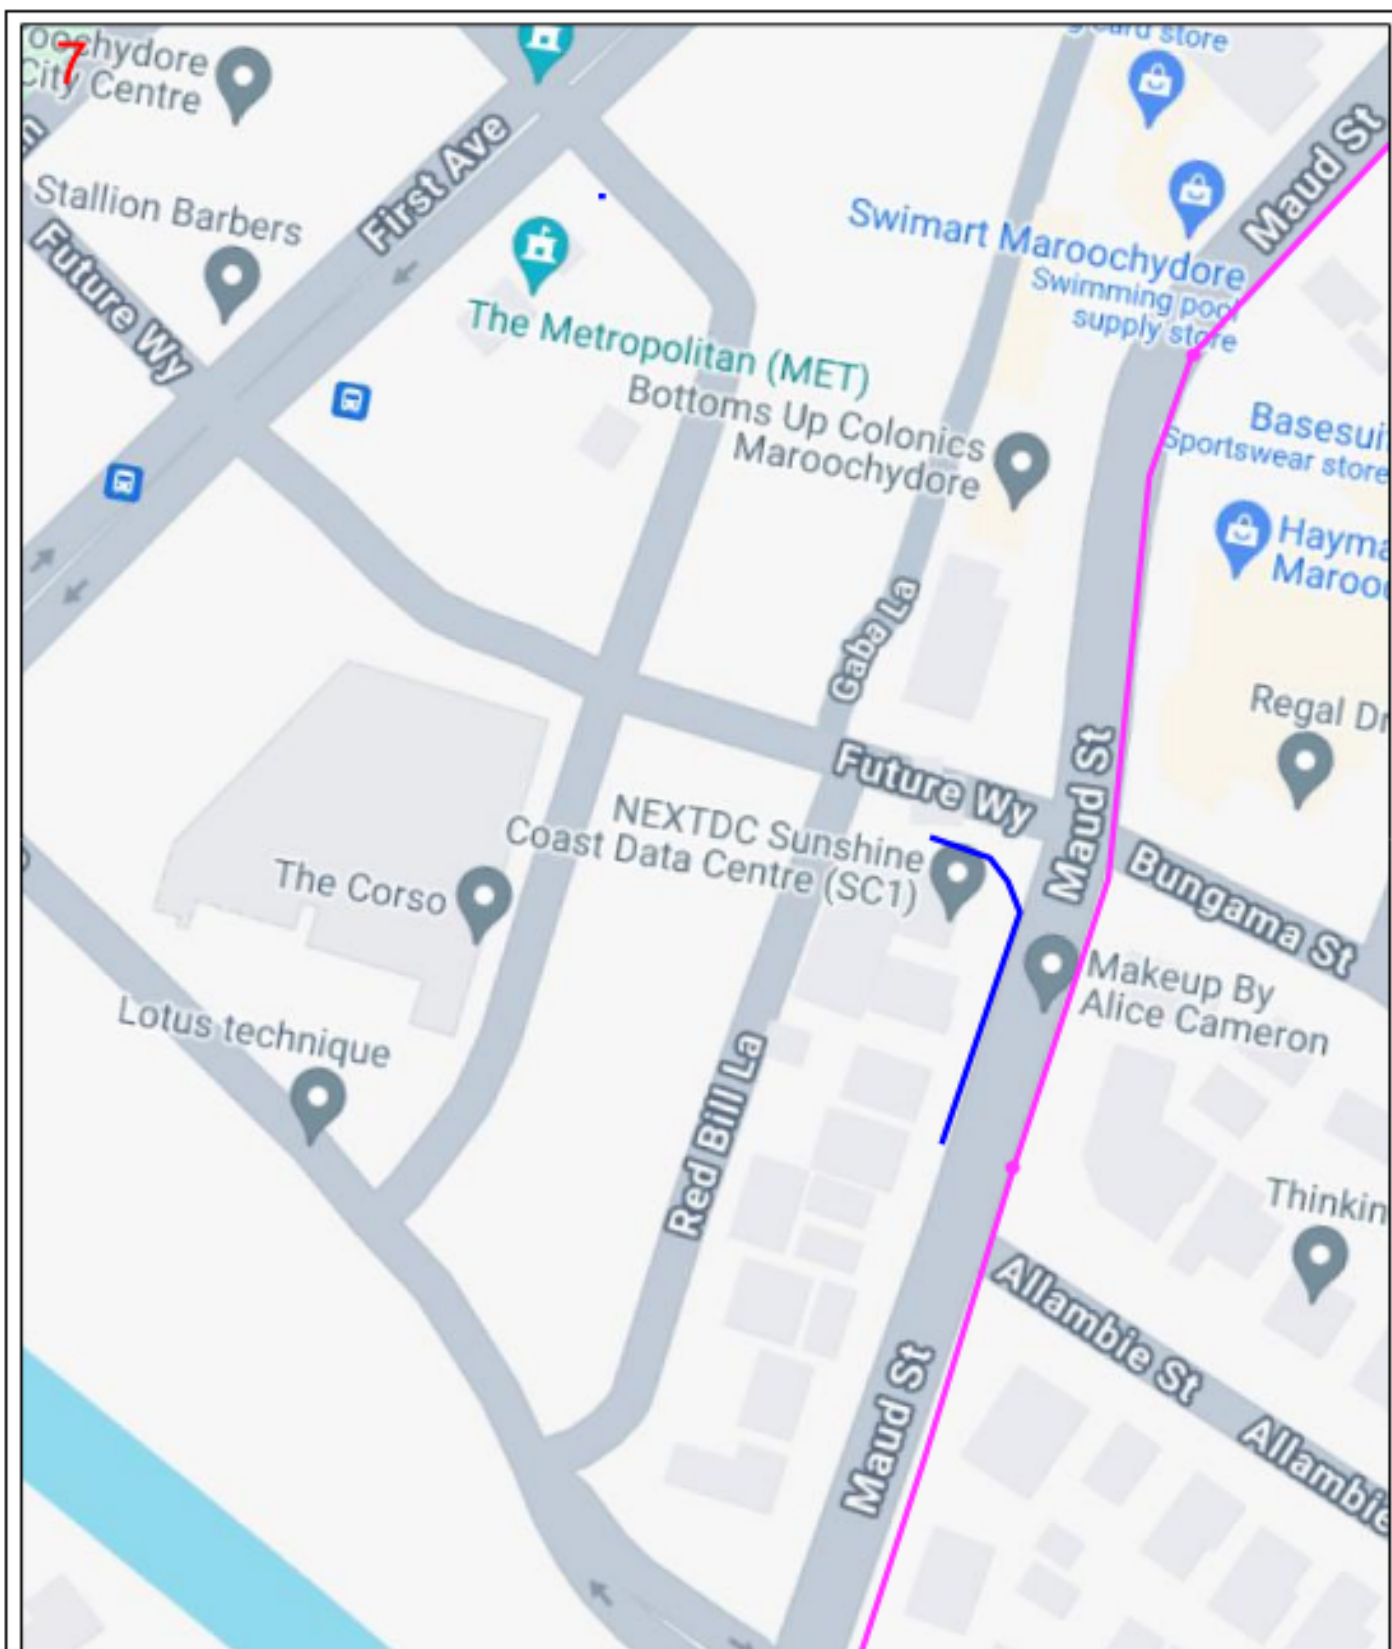 7
City Centre
Stallion Barbers
First Ave
Future Wy
card store
Maud St
Swimart Maroochydore
Swimming pool
supply store
The Metropolitan (MET)
Bottoms Up Colonics
Maroochydore
Sportswear store
Gaba La
Future Wy
Maud St
Regal
NEXTDC Sunshine
Coast Data Centre (SC1)
The Corso
Bungama St
Makeup By
Alice Cameron
Lotus technique
Red Bill La
Allambie St
Allambie
Maud St